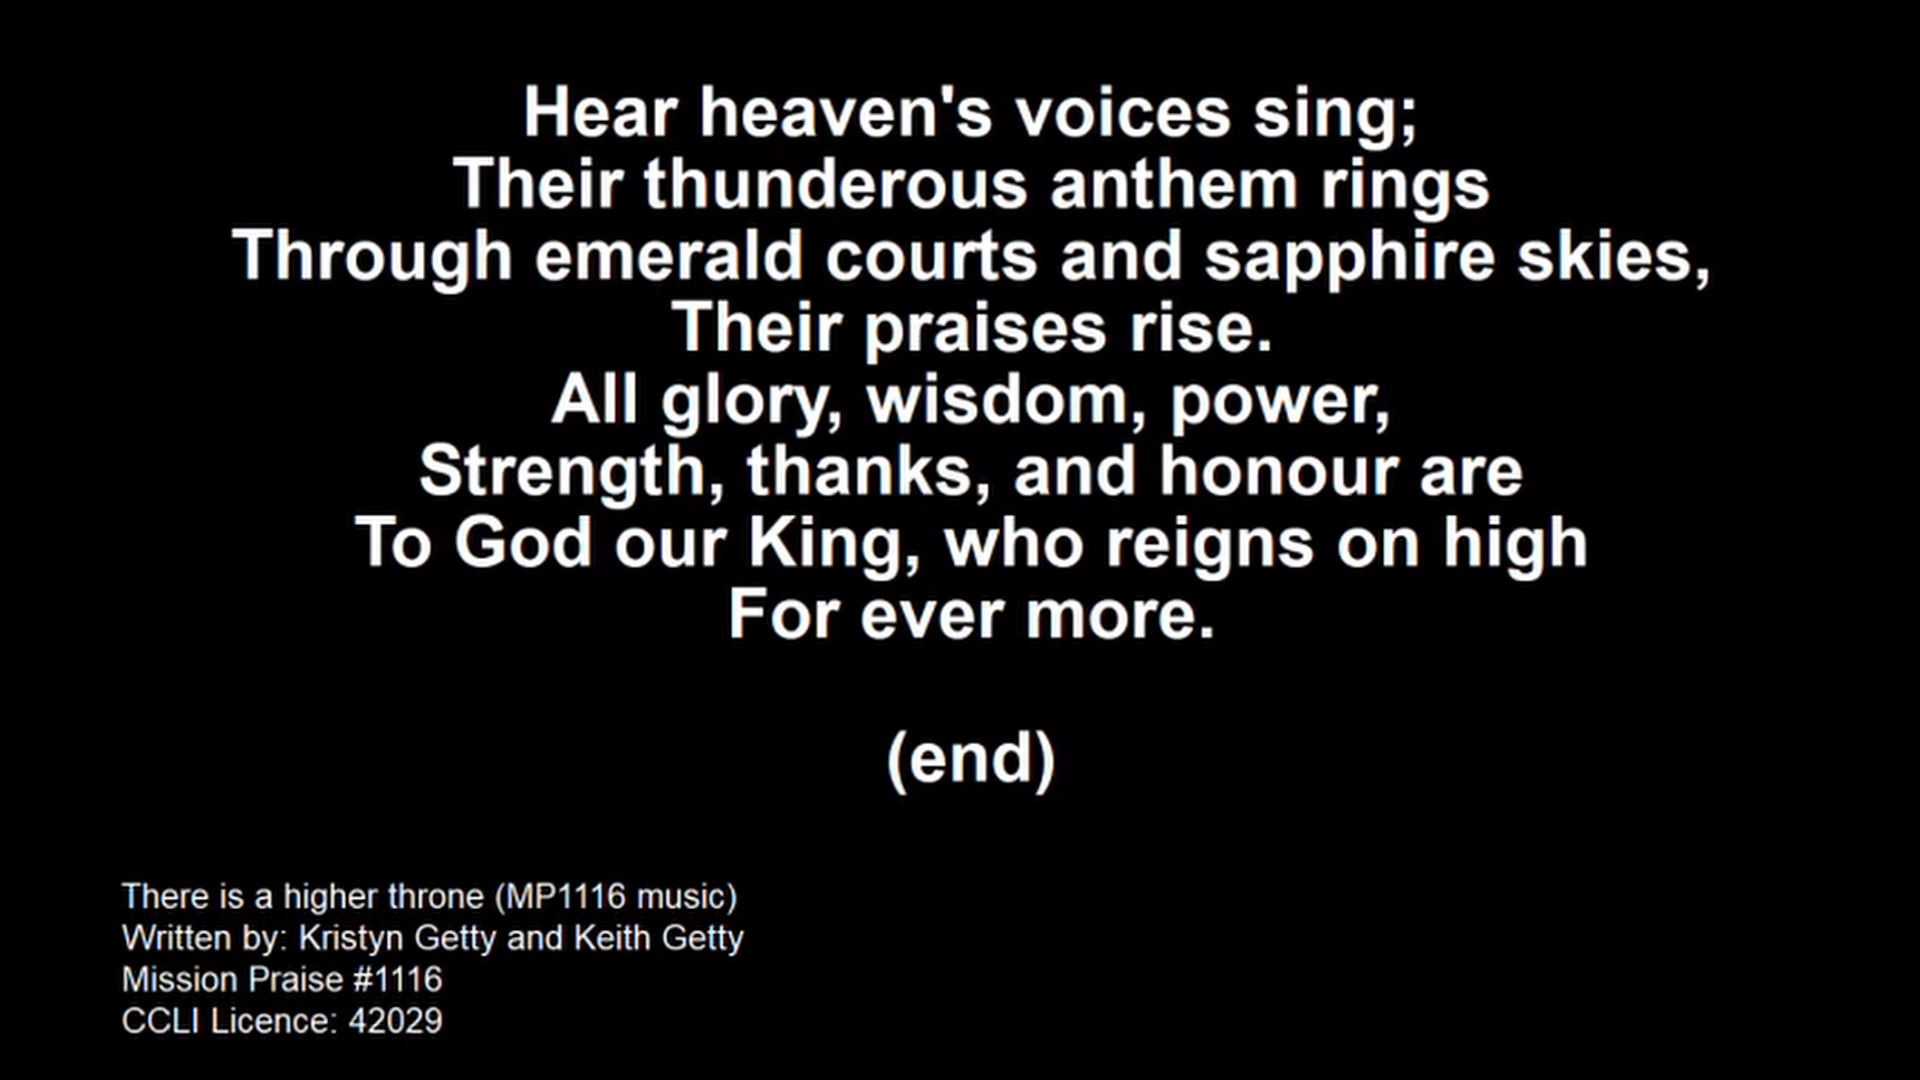 Hear heaven's voices sing;
Their thunderous anthem rings
Through emerald courts and sapphire skies,
Their praises rise.
All glory, wisdom, power,
Strength, thanks, and honour are
To God our King, who reigns on high
For ever more.
(end)
There is a higher throne (MP1116 music)
Written by: Kristyn Getty and Keith Getty
Mission Praise #1116
CCLI Licence: 42029